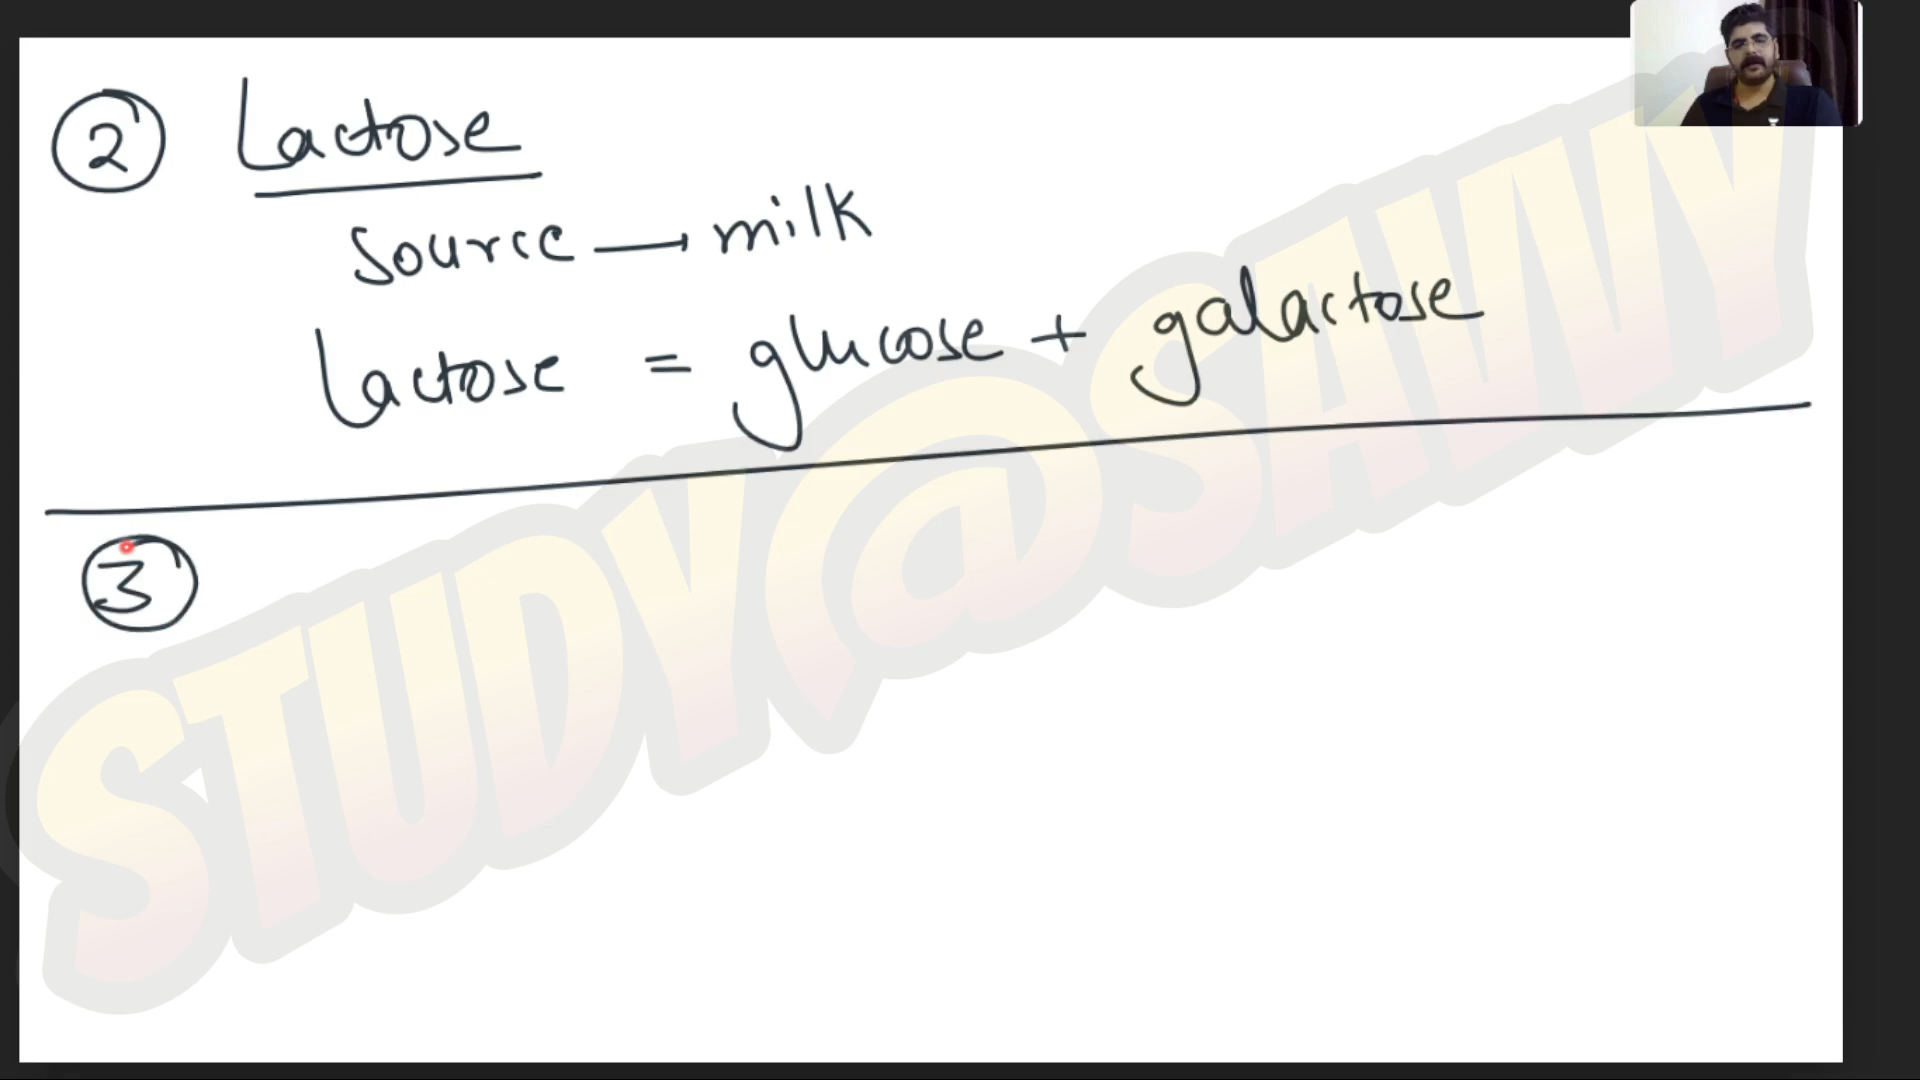 ② Lactose
Source → milk
Lactose = glucose + galactose
③
STUDY@SAVVY